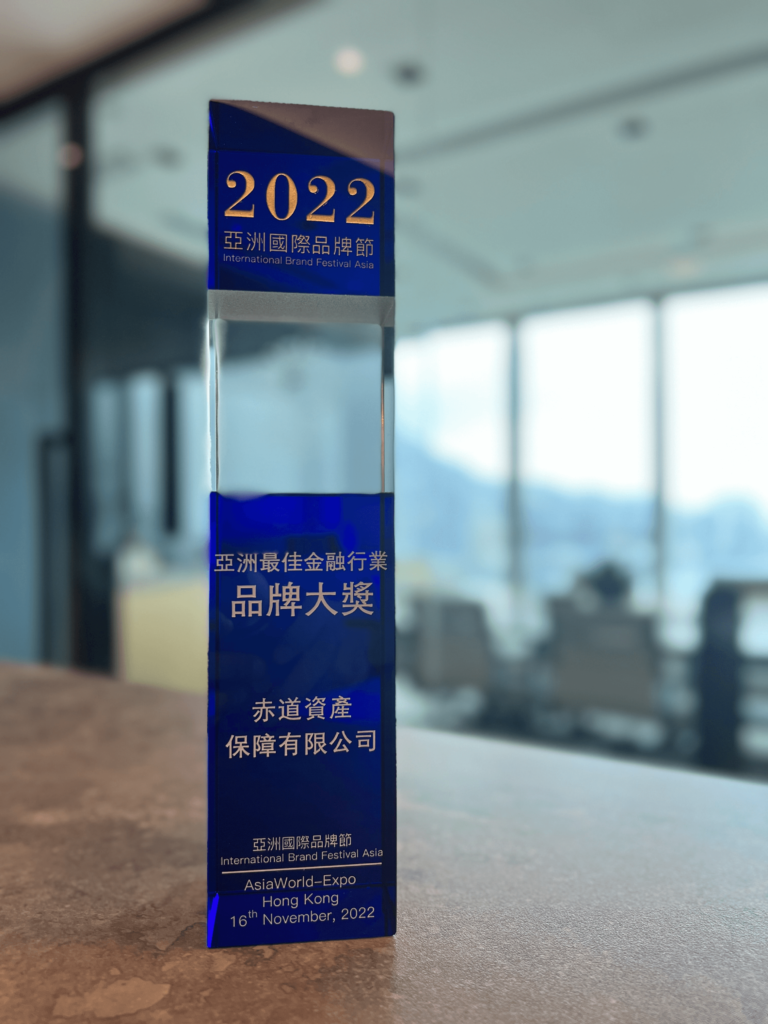 2022
亞洲國際品牌節
International Brand Festival Asia
亞洲最佳金融行業
品牌大獎
赤道資產
保障有限公司
亞洲國際品牌節
International Brand Festival Asia
AsiaWorld–Expo
Hong Kong
16th November, 2022